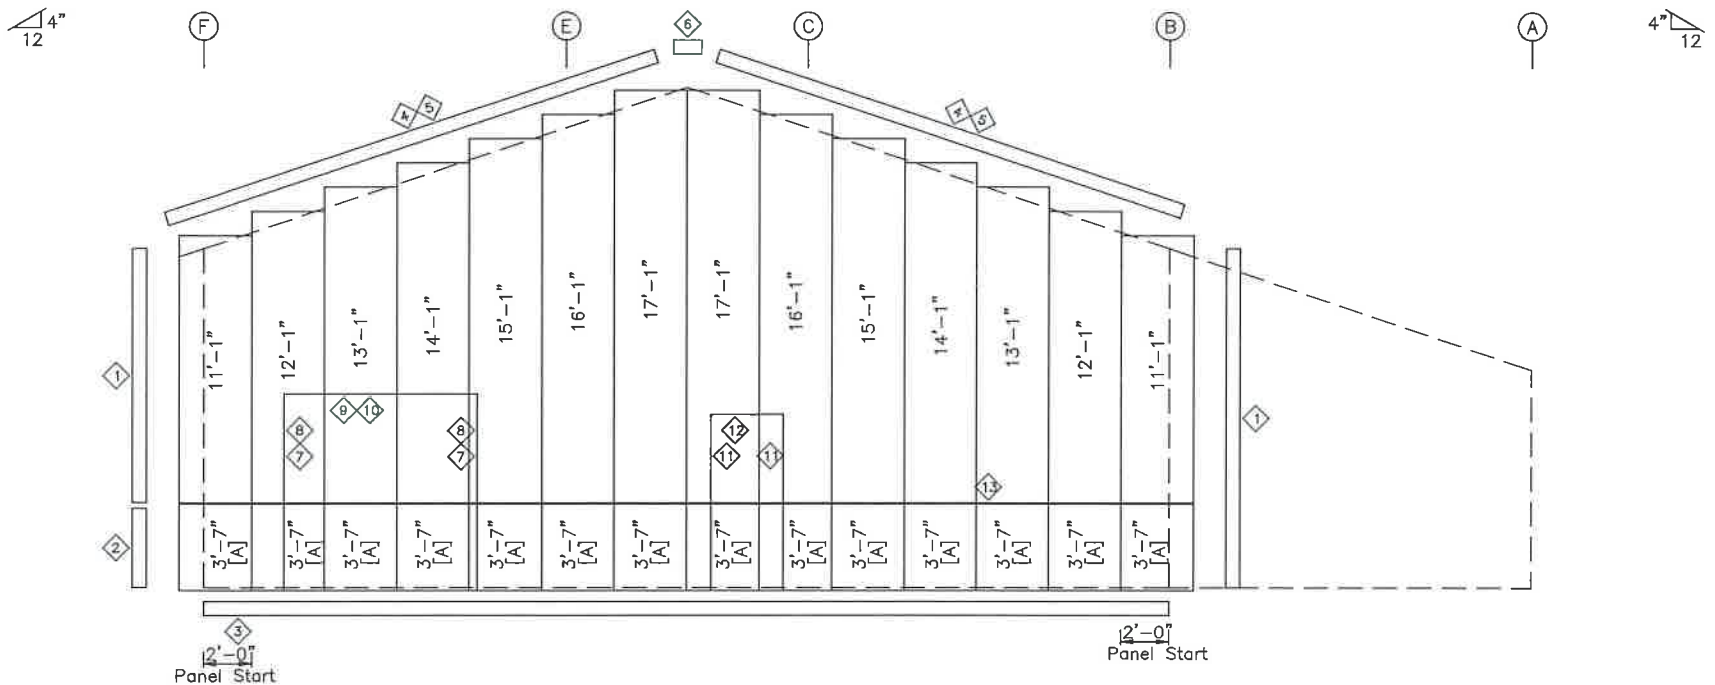 4"
12
F
E
6
C
B
A
4"
12
4 5
4 5
11'-1"
12'-1"
13'-1"
14'-1"
15'-1"
16'-1"
17'-1"
17'-1"
16'-1"
15'-1"
14'-1"
13'-1"
12'-1"
11'-1"
1
1
9 10
8
8
7
7
12
11
11
13
2
3'-7"
[A]
3'-7"
[A]
3'-7"
[A]
3'-7"
[A]
3'-7"
[A]
3'-7"
[A]
3'-7"
[A]
3'-7"
[A]
3'-7"
[A]
3'-7"
[A]
3'-7"
[A]
3'-7"
[A]
3'-7"
[A]
3'-7"
[A]
3
2'-0"
Panel Start
2'-0"
Panel Start